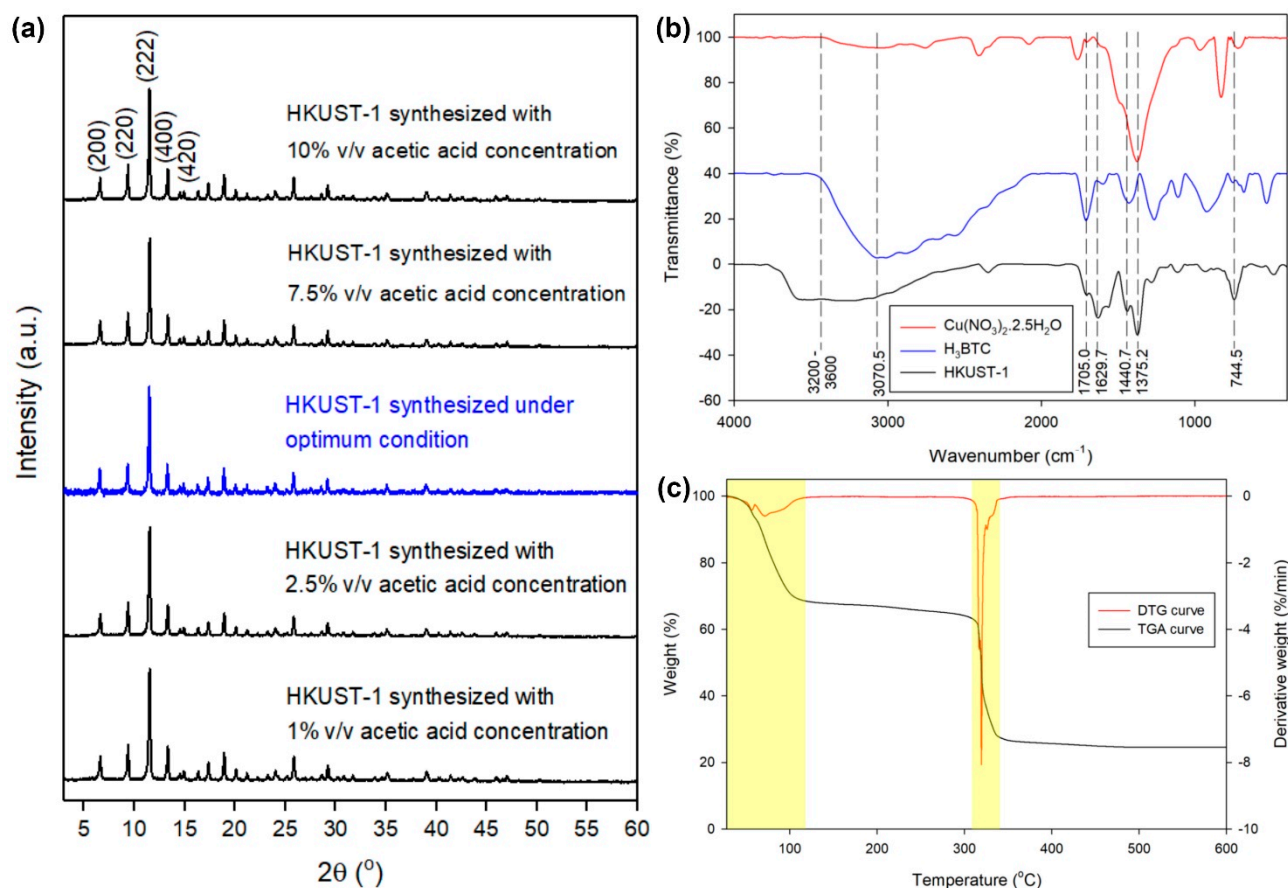 (a)
(200)
(220)
(222)
(400)
(420)
HKUST-1 synthesized with
10% v/v acetic acid concentration
HKUST-1 synthesized with
7.5% v/v acetic acid concentration
HKUST-1 synthesized under
optimum condition
HKUST-1 synthesized with
2.5% v/v acetic acid concentration
HKUST-1 synthesized with
1% v/v acetic acid concentration
Intensity (a.u.)
5 10 15 20 25 30 35 40 45 50 55 60
2θ (°)
(b)
100
80
60
40
20
0
-20
-40
-60
Transmittance (%)
Cu(NO₃)₂.2.5H₂O
H₃BTC
HKUST-1
3200 -
3600
3070.5
1705.0
1629.7
1440.7
1375.2
744.5
4000 3000 2000 1000
Wavenumber (cm⁻¹)
(c)
100
80
60
40
20
0
Weight (%)
DTG curve
TGA curve
0
-2
-4
-6
-8
-10
Derivative weight (%/min)
100 200 300 400 500 600
Temperature (°C)